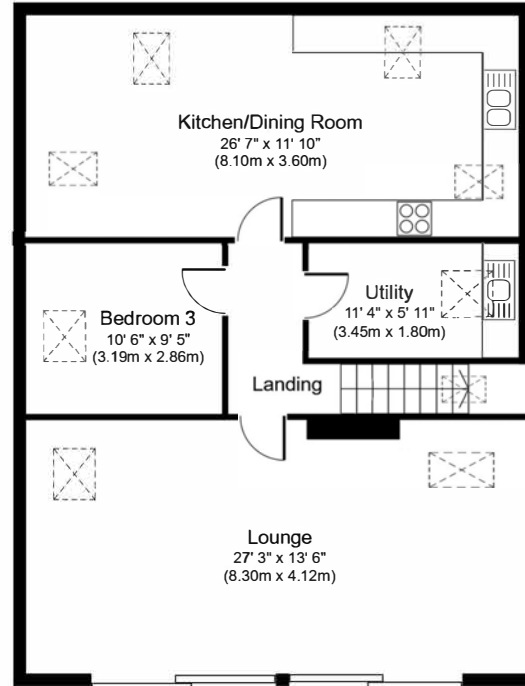 Kitchen/Dining Room
26' 7" x 11' 10"
(8.10m x 3.60m)
Utility
11' 4" x 5' 11"
(3.45m x 1.80m)
Bedroom 3
10' 6" x 9' 5"
(3.19m x 2.86m)
Landing
Lounge
27' 3" x 13' 6"
(8.30m x 4.12m)